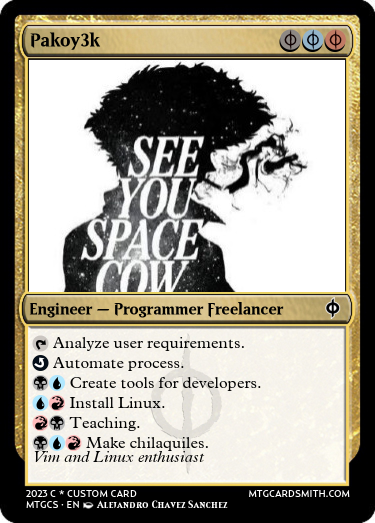 Pakoy3k
SEE
YOU
SPACE
COW
Engineer — Programmer Freelancer
Analyze user requirements.
Automate process.
Create tools for developers.
Install Linux.
Teaching.
Make chilaquiles.
Vim and Linux enthusiast
2023 C * CUSTOM CARD
MTGCARDSMITH.COM
MTGCS · EN Alejandro Chavez Sanchez